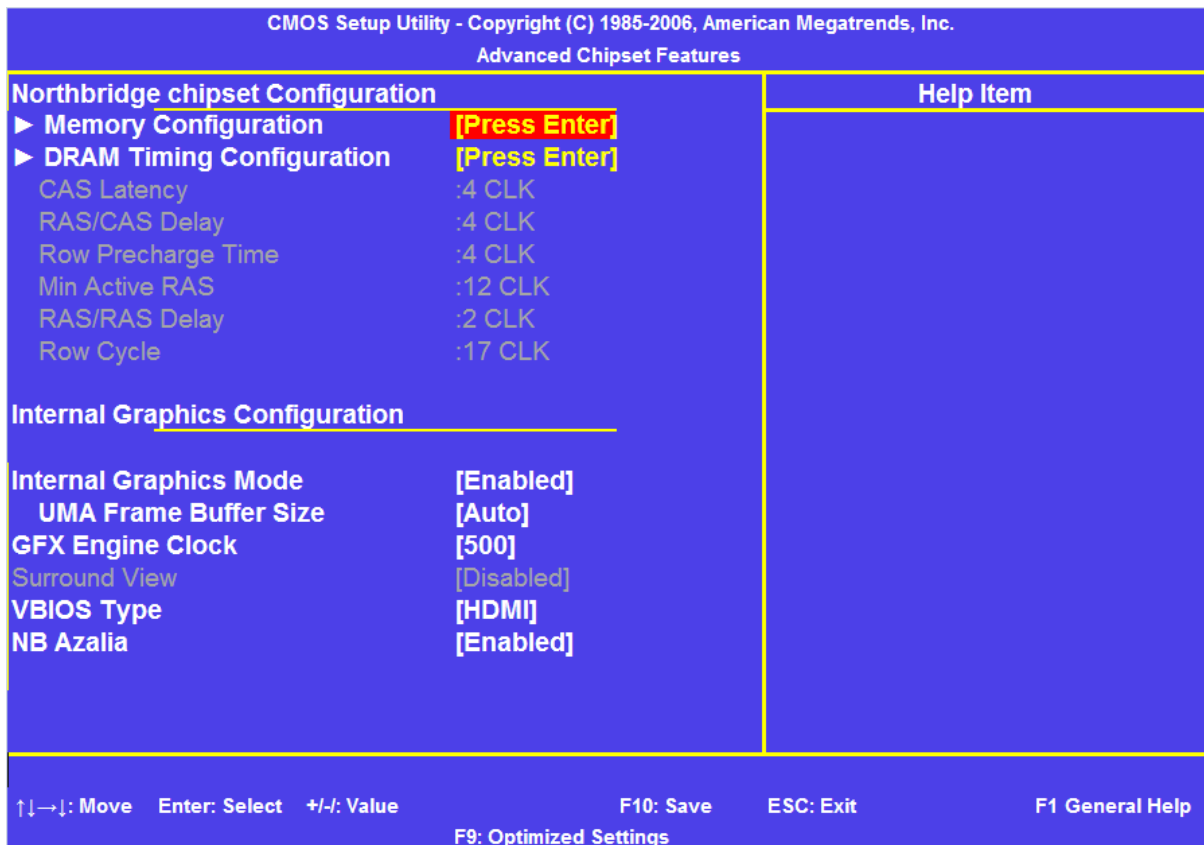 CMOS Setup Utility - Copyright (C) 1985-2006, American Megatrends, Inc.
Advanced Chipset Features
Northbridge chipset Configuration
Help Item
► Memory Configuration [Press Enter]
► DRAM Timing Configuration [Press Enter]
CAS Latency :4 CLK
RAS/CAS Delay :4 CLK
Row Precharge Time :4 CLK
Min Active RAS :12 CLK
RAS/RAS Delay :2 CLK
Row Cycle :17 CLK
Internal Graphics Configuration
Internal Graphics Mode [Enabled]
UMA Frame Buffer Size [Auto]
GFX Engine Clock [500]
Surround View [Disabled]
VBIOS Type [HDMI]
NB Azalia [Enabled]
↑↓→↓: Move Enter: Select +/-/: Value F10: Save ESC: Exit F1 General Help
F9: Optimized Settings